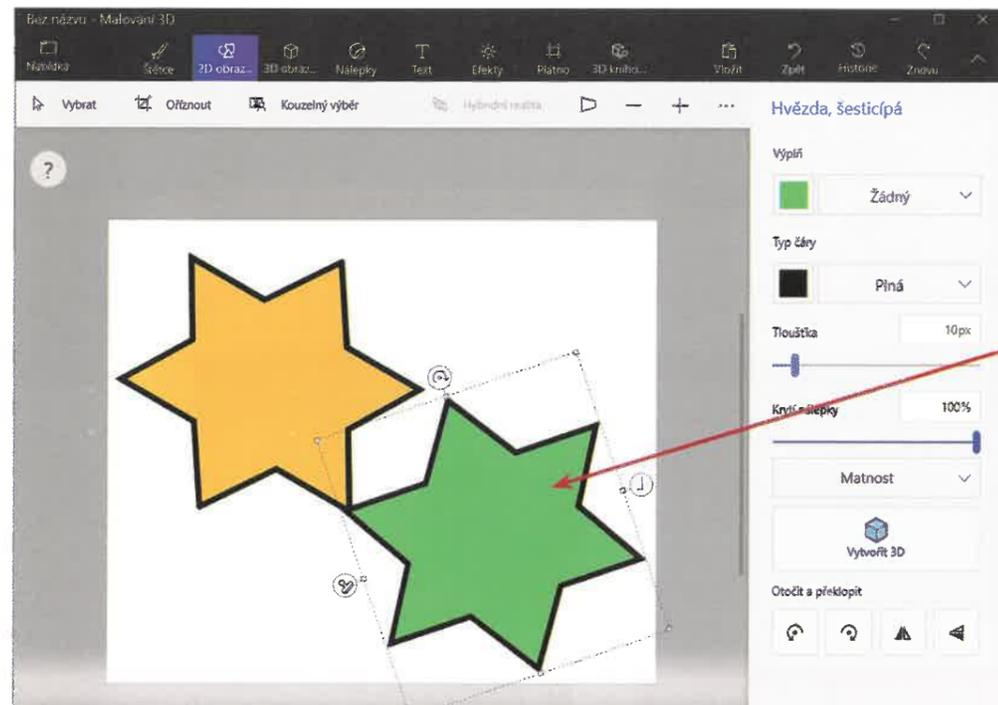 Bez názvu - Malování 3D
Nabídka
Štětce
2D obraz...
3D obraz...
Nálepky
Text
Efekty
Plátno
3D kniho...
Vložit
Zpět
Historie
Znovu
Vybrat
Oříznout
Kouzelný výběr
Hybridní realita
...
Hvězda, šesticípá
?
Výplň
Žádný
Typ čáry
Plná
Tloušťka
10px
Krytí nálepky
100%
Matnost
Vytvořit 3D
Otočit a překlopit